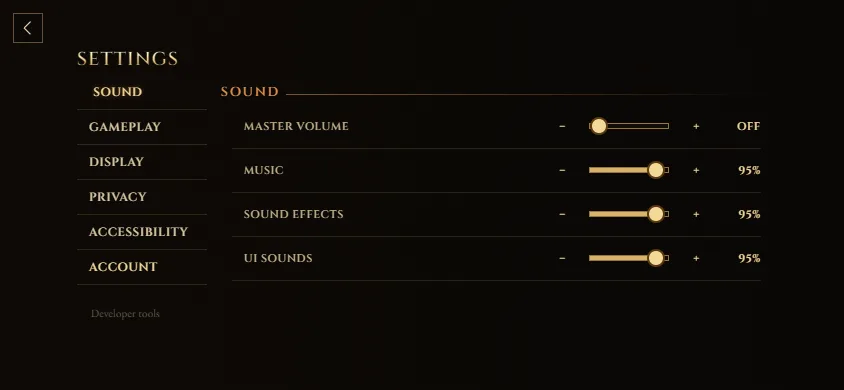 SETTINGS
SOUND
GAMEPLAY
DISPLAY
PRIVACY
ACCESSIBILITY
ACCOUNT
Developer tools
SOUND
MASTER VOLUME - + OFF
MUSIC - + 95%
SOUND EFFECTS - + 95%
UI SOUNDS - + 95%